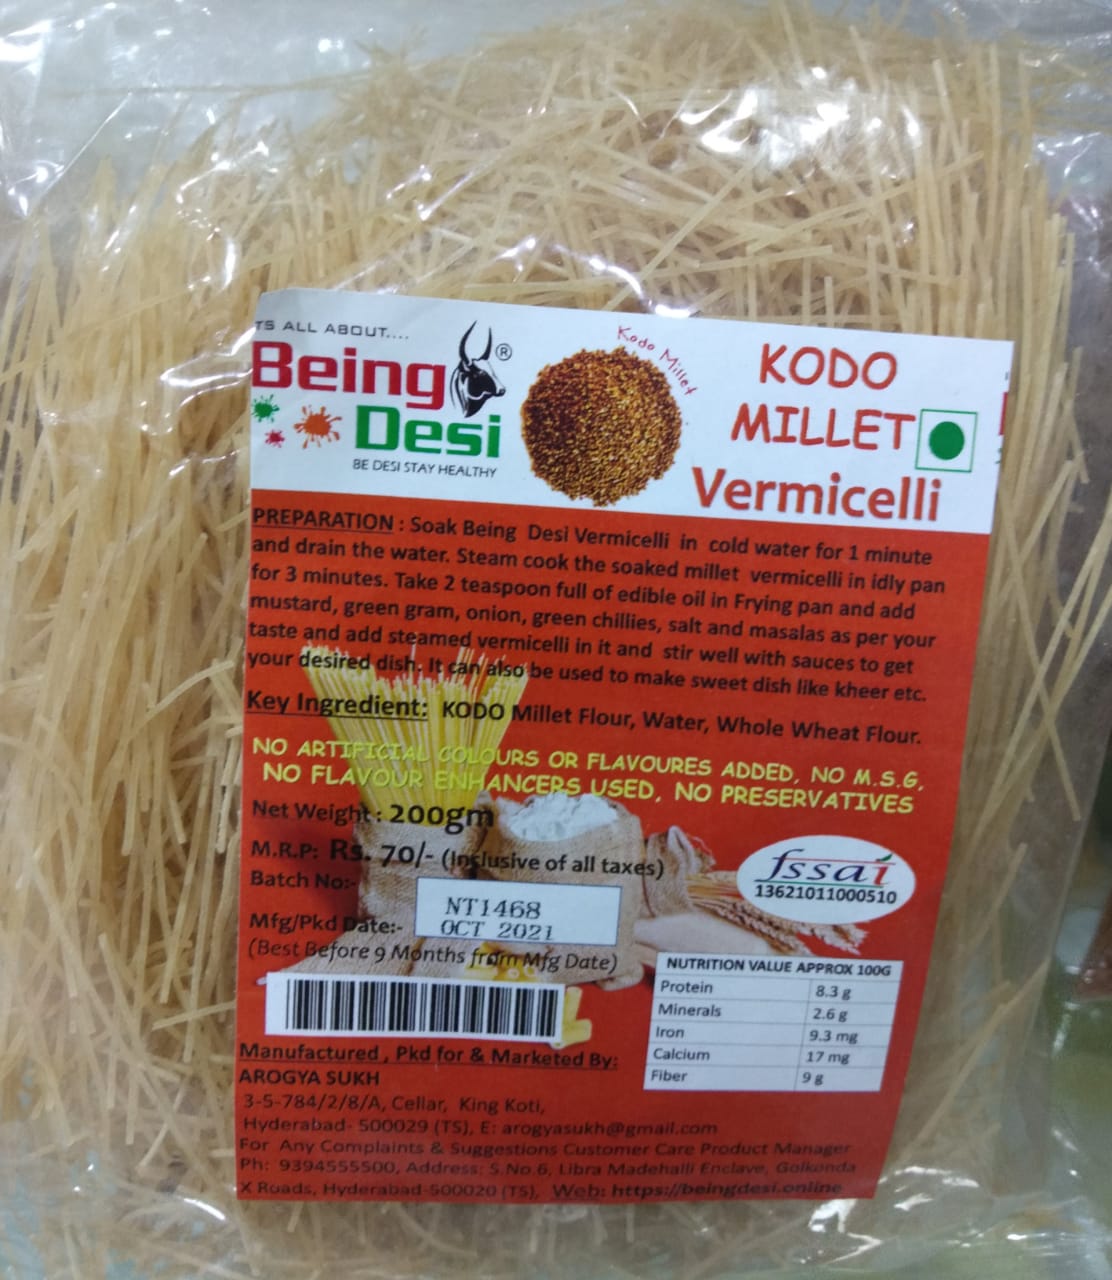 TS ALL ABOUT....
Being ®
Desi
BE DESI STAY HEALTHY
Kodo Millet
KODO
MILLET
Vermicelli
PREPARATION : Soak Being Desi Vermicelli in cold water for 1 minute
and drain the water. Steam cook the soaked millet vermicelli in idly pan
for 3 minutes. Take 2 teaspoon full of edible oil in Frying pan and add
mustard, green gram, onion, green chillies, salt and masalas as per your
taste and add steamed vermicelli in it and stir well with sauces to get
your desired dish. It can also be used to make sweet dish like kheer etc.
Key Ingredient: KODO Millet Flour, Water, Whole Wheat Flour.
NO ARTIFICIAL COLOURS OR FLAVOURES ADDED, NO M.S.G,
NO FLAVOUR ENHANCERS USED, NO PRESERVATIVES
Net Weight : 200gm
M.R.P: Rs. 70/- (Inclusive of all taxes)
Batch No:-
NT1468
Mfg/Pkd Date:-
OCT 2021
(Best Before 9 Months from Mfg Date)
fssai
13621011000510
NUTRITION VALUE APPROX 100G
Protein 8.3 g
Minerals 2.6 g
Iron 9.3 mg
Calcium 17 mg
Fiber 9 g
Manufactured , Pkd for & Marketed By:
AROGYA SUKH
3-5-784/2/8/A, Cellar, King Koti,
Hyderabad- 500029 (TS), E: arogyasukh@gmail.com
For Any Complaints & Suggestions Customer Care Product Manager
Ph: 9394555500, Address: S.No.6, Libra Madehalli Enclave, Golkonda
X Roads, Hyderabad-500020 (TS), Web: https://beingdesi.online